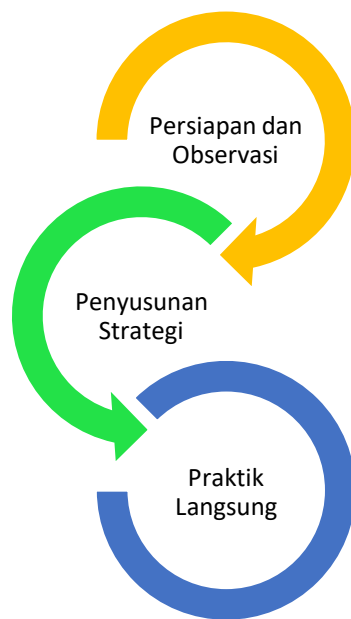 Persiapan dan
Observasi
Penyusunan
Strategi
Praktik
Langsung